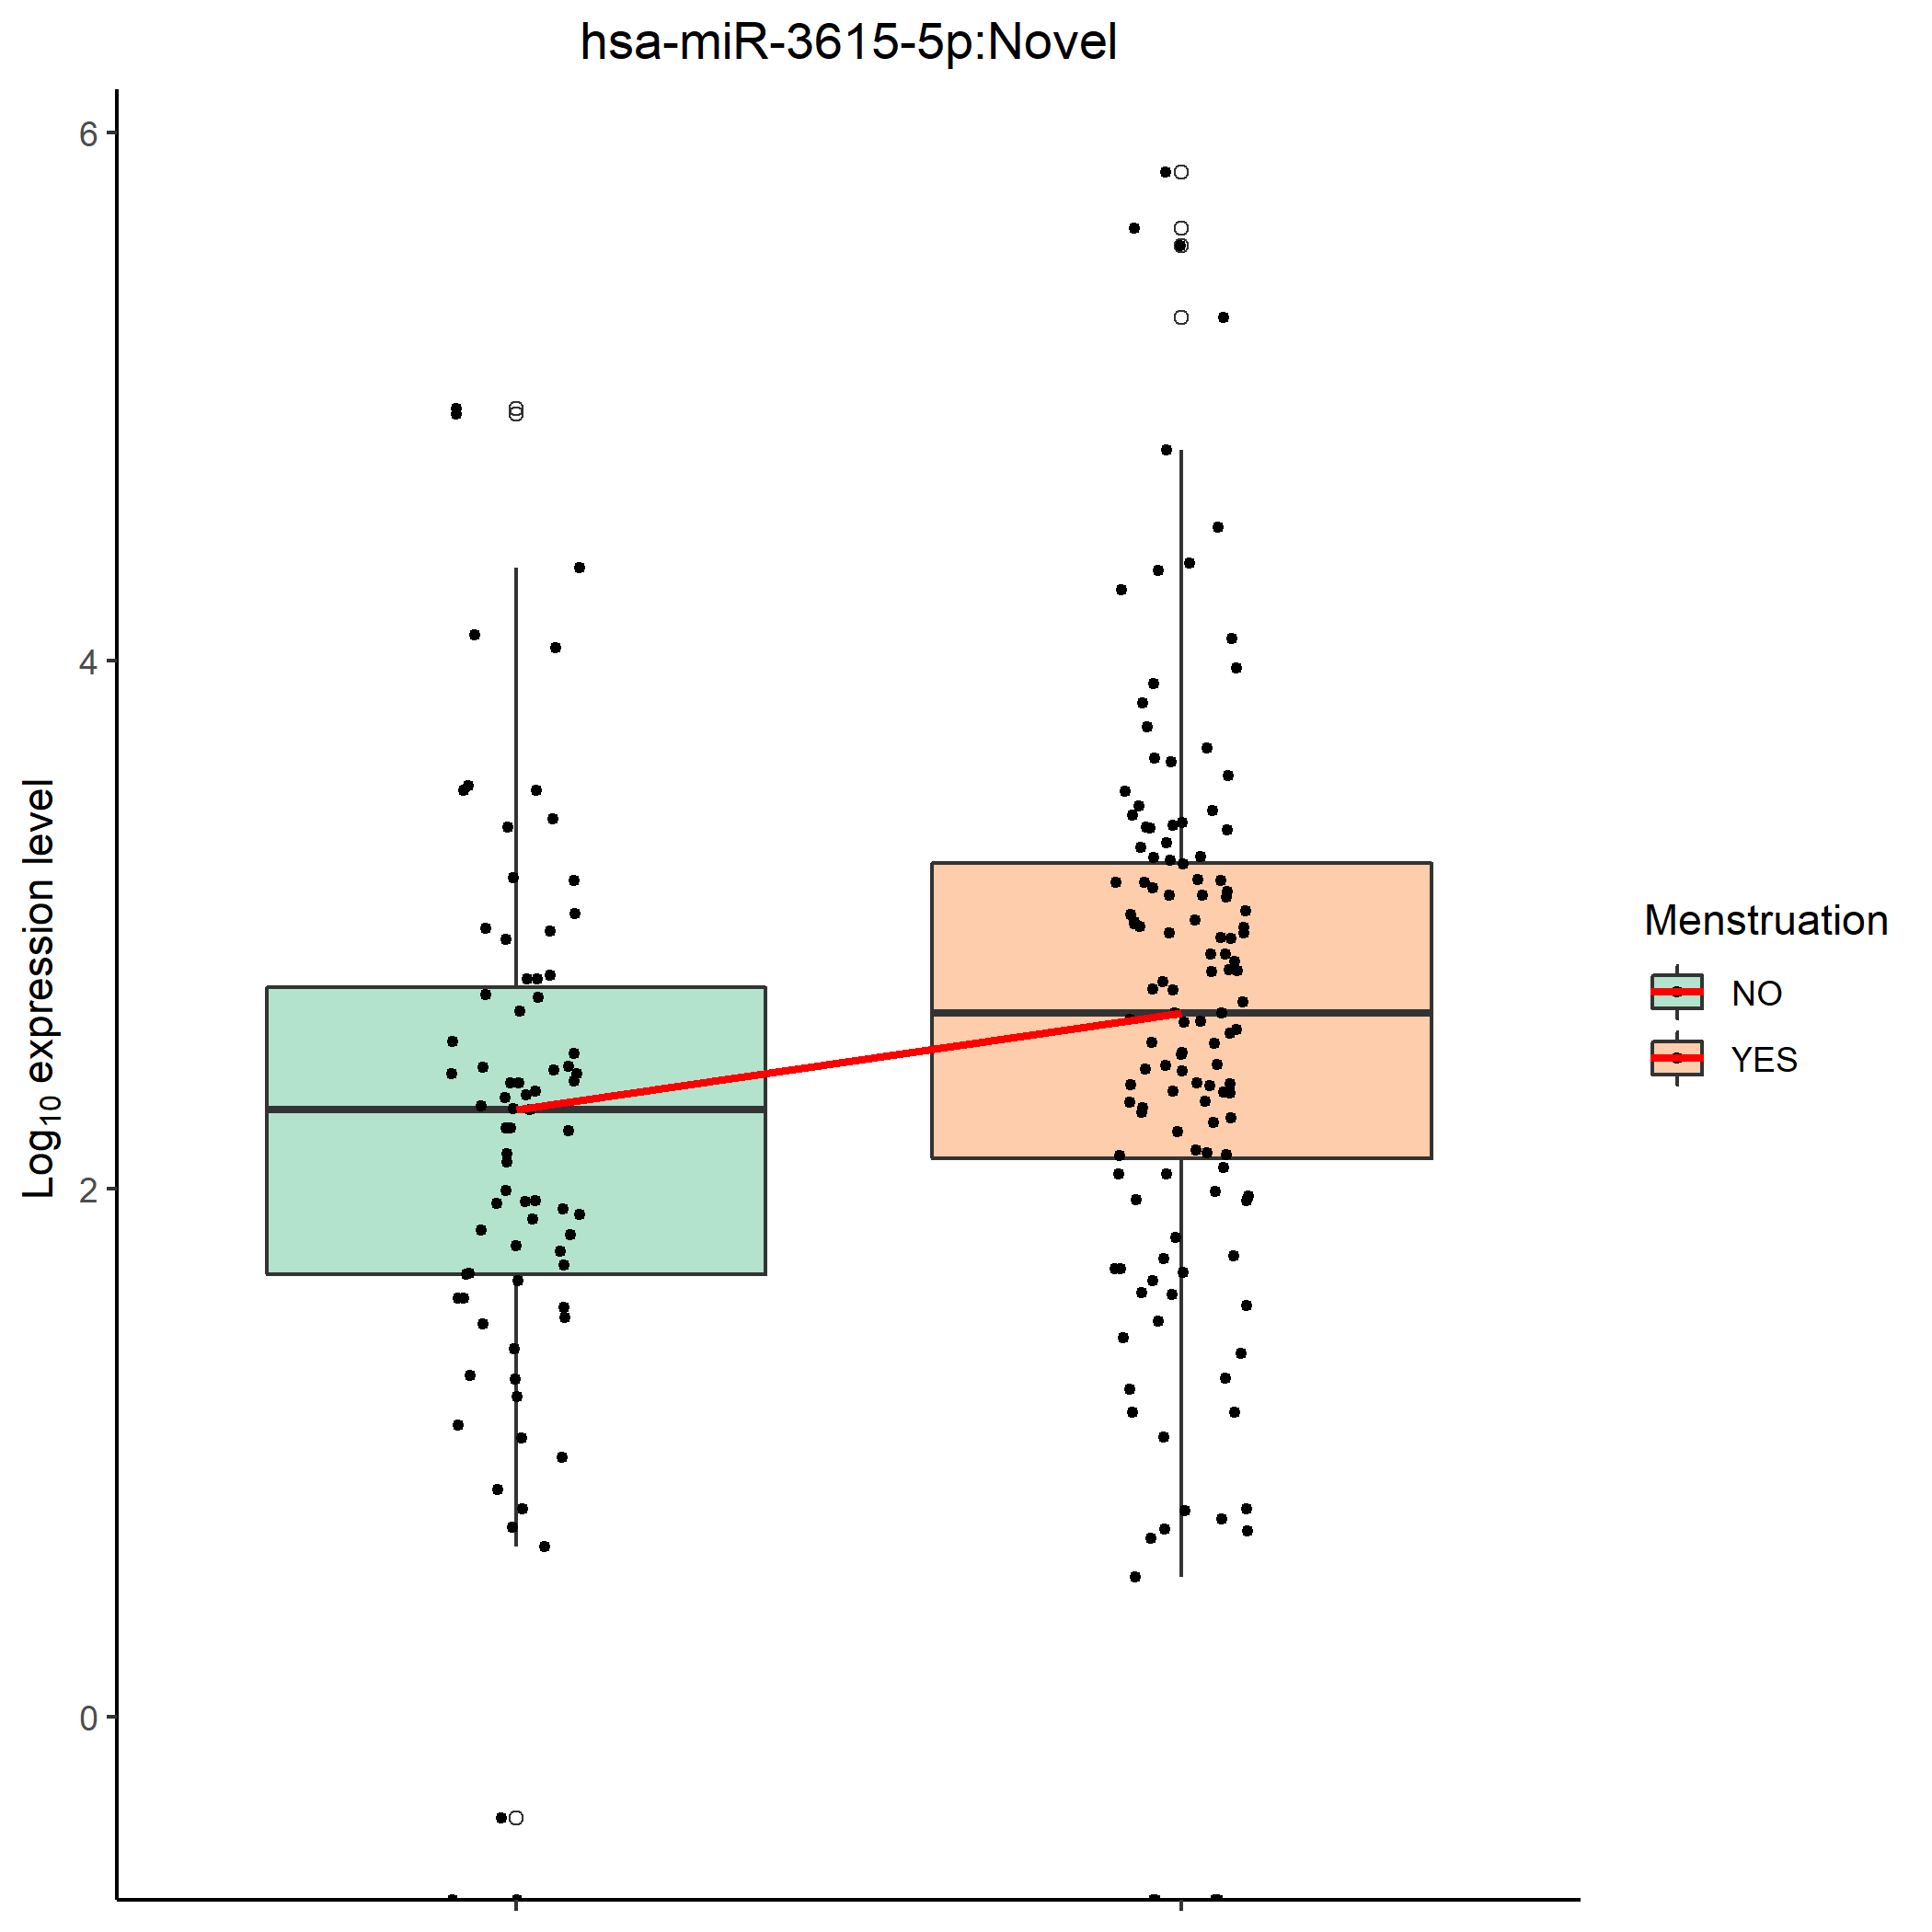 hsa-miR-3615-5p:Novel
6
4
2
0
Log₁₀ expression level
Menstruation
NO
YES